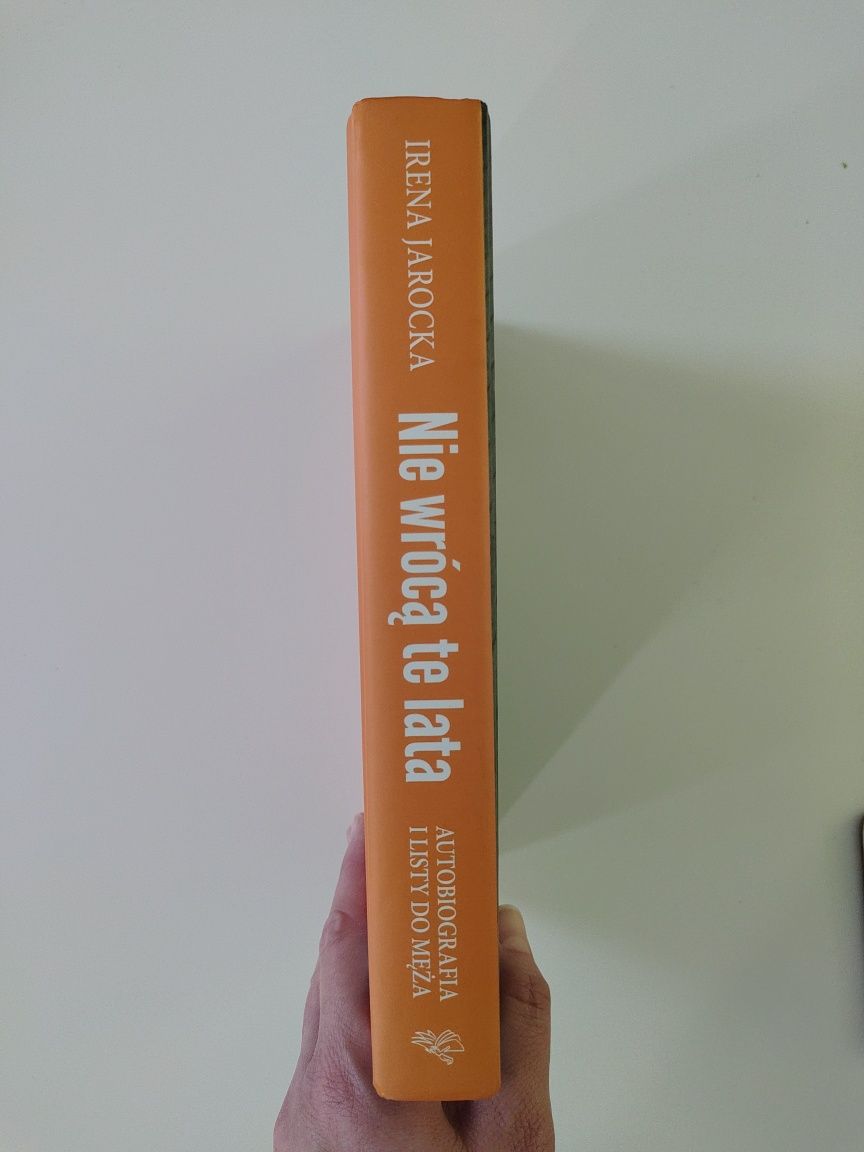 IRENA JAROCKA
Nie wrócą te lata
AUTOBIOGRAFIA
I LISTY DO MĘŻA